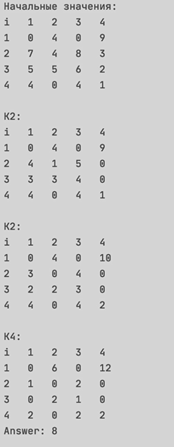 Начальные значения:
i 1 2 3 4
1 0 4 0 9
2 7 4 8 3
3 5 5 6 2
4 4 0 4 1
K2:
i 1 2 3 4
1 0 4 0 9
2 4 1 5 0
3 3 3 4 0
4 4 0 4 1
K2:
i 1 2 3 4
1 0 4 0 10
2 3 0 4 0
3 2 2 3 0
4 4 0 4 2
K4:
i 1 2 3 4
1 0 6 0 12
2 1 0 2 0
3 0 2 1 0
4 2 0 2 2
Answer: 8